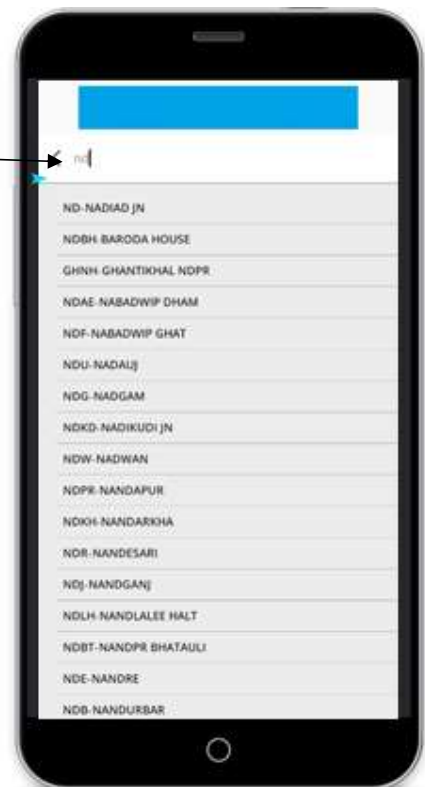 nd
ND-NADIAD JN
NDBH-BARODA HOUSE
GHNH-GHANTIKHAL NDPR
NDAE-NABADWIP DHAM
NDF-NABADWIP GHAT
NDU-NADAUJ
NDG-NADGAM
NDKD-NADIKUDI JN
NDW-NADWAN
NDPR-NANDAPUR
NDKH-NANDARKHA
NDR-NANDESARI
NDJ-NANDGANJ
NDLH-NANDLALEE HALT
NDBT-NANDPR BHATAULI
NDE-NANDRE
NDB-NANDURBAR